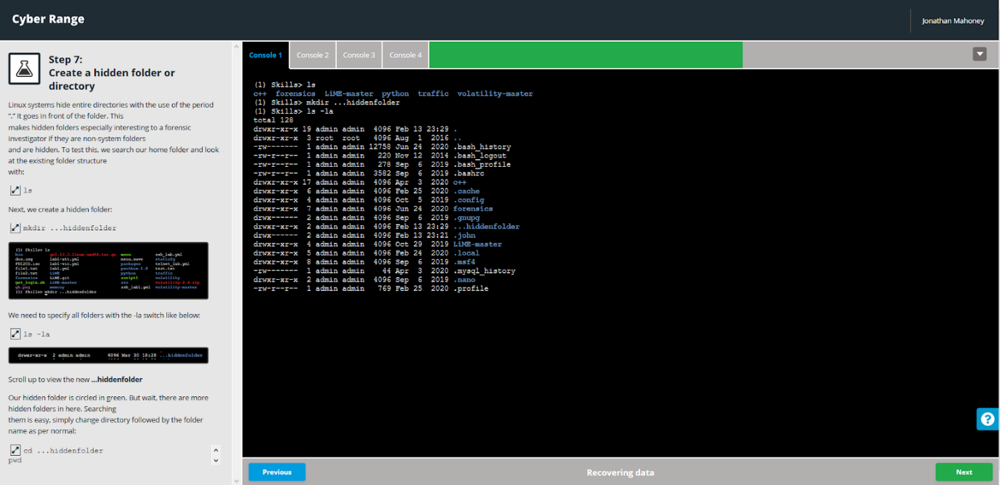 Cyber Range
Jonathan Mahoney
Step 7:
Create a hidden folder or
directory
Linux systems hide entire directories with the use of the period
"." It goes in front of the folder. This
makes hidden folders especially interesting to a forensic
investigator if they are non-system folders
and are hidden. To test this, we search our home folder and look
at the existing folder structure
with:
ls
Next, we create a hidden folder:
mkdir ...hiddenfolder
(1) Skills> ls
bin menu ssh_lab.yml
dos.img lab1-att.yml menu.save
FD12CD.iso lab1-vic.yml packages telnet_lab.yml
file1.txt lab1.yml test.txt
file2.txt LiME python traffic
forensics LiME.git script1 volatility
get_login.sh LiME-master src volatility-2.6.zip
memory ssh_lab1.yml volatility-master
(1) Skills> mkdir ...hiddenfolder
We need to specify all folders with the -la switch like below:
ls -la
drwxr-xr-x 2 admin admin 4096 Mar 30 18:28 ...hiddenfolder
Scroll up to view the new ...hiddenfolder
Our hidden folder is circled in green. But wait, there are more
hidden folders in here. Searching
them is easy, simply change directory followed by the folder
name as per normal:
cd ...hiddenfolder
pwd
Console 1 Console 2 Console 3 Console 4
(1) Skills> ls
c++ forensics LiME-master python traffic volatility-master
(1) Skills> mkdir ...hiddenfolder
(1) Skills> ls -la
total 128
drwxr-xr-x 19 admin admin 4096 Feb 13 23:29 .
drwxr-xr-x 3 root root 4096 Aug 1 2016 ..
-rw------- 1 admin admin 12758 Jun 24 2020 .bash_history
-rw-r--r-- 1 admin admin 220 Nov 12 2014 .bash_logout
-rw-r--r-- 1 admin admin 278 Sep 6 2019 .bash_profile
-rw-r--r-- 1 admin admin 3582 Sep 6 2019 .bashrc
drwxr-xr-x 17 admin admin 4096 Apr 3 2020 c++
drwxr-xr-x 6 admin admin 4096 Feb 25 2020 .cache
drwxr-xr-x 4 admin admin 4096 Oct 5 2019 .config
drwxr-xr-x 7 admin admin 4096 Jun 24 2020 forensics
drwx------ 2 admin admin 4096 Sep 6 2019 .gnupg
drwxr-xr-x 2 admin admin 4096 Feb 13 23:29 ...hiddenfolder
drwx------ 2 admin admin 4096 Feb 13 23:21 .john
drwxr-xr-x 4 admin admin 4096 Oct 29 2019 LiME-master
drwxr-xr-x 5 admin admin 4096 Feb 24 2020 .local
drwxr-xr-x 8 admin admin 4096 Sep 6 2019 .msf4
-rw------- 1 admin admin 44 Apr 3 2020 .mysql_history
drwxr-xr-x 2 admin admin 4096 Sep 6 2019 .nano
-rw-r--r-- 1 admin admin 769 Feb 25 2020 .profile
?
Previous
Recovering data
Next